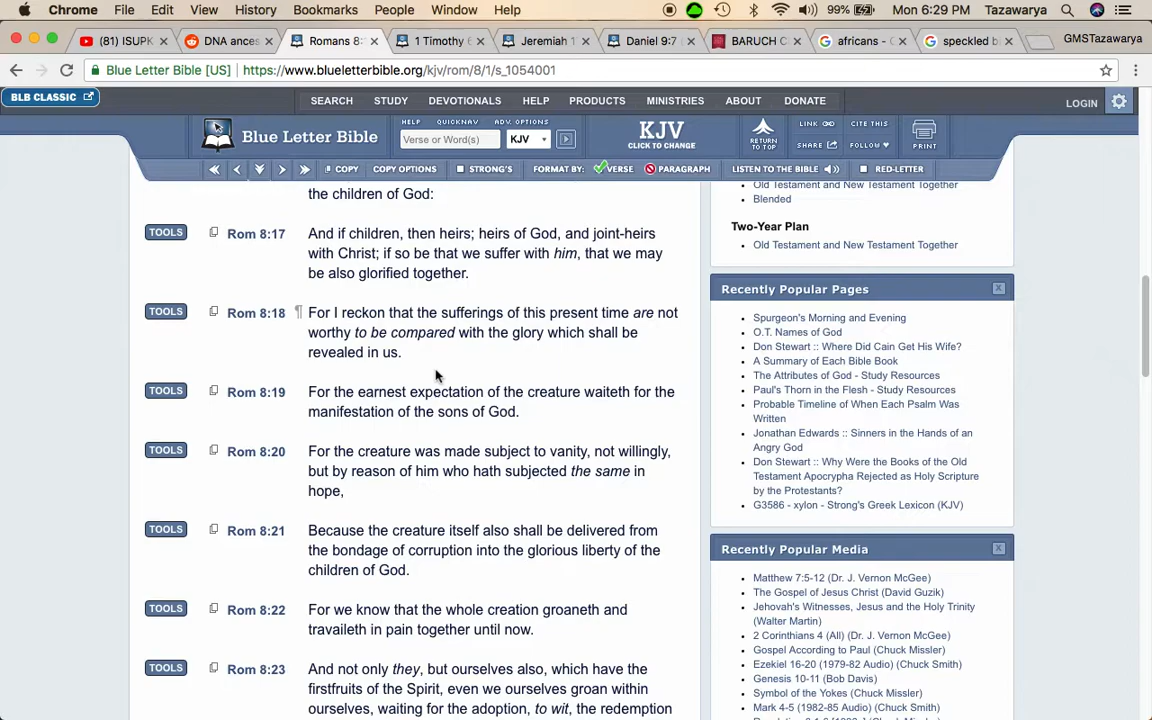 Chrome File Edit View History Bookmarks People Window Help 99% Mon 6:29 PM Tazawarya
(81) ISUPK DNA ances Romans 8: 1 Timothy 6 Jeremiah 1 Daniel 9:7 BARUCH C africans - G speckled b GMSTazawarya
Blue Letter Bible [US] https://www.blueletterbible.org/kjv/rom/8/1/s_1054001
BLB CLASSIC SEARCH STUDY DEVOTIONALS HELP PRODUCTS MINISTRIES ABOUT DONATE LOGIN
HELP QUICKNAV ADV. OPTIONS
Blue Letter Bible Verse or Word(s) KJV
KJV
CLICK TO CHANGE
RETURN TO TOP
LINK CITE THIS
SHARE FOLLOW
PRINT
COPY COPY OPTIONS STRONG'S FORMAT BY: VERSE PARAGRAPH LISTEN TO THE BIBLE RED-LETTER
the children of God:
TOOLS Rom 8:17 And if children, then heirs; heirs of God, and joint-heirs
with Christ; if so be that we suffer with him, that we may
be also glorified together.
TOOLS Rom 8:18 ¶ For I reckon that the sufferings of this present time are not
worthy to be compared with the glory which shall be
revealed in us.
TOOLS Rom 8:19 For the earnest expectation of the creature waiteth for the
manifestation of the sons of God.
TOOLS Rom 8:20 For the creature was made subject to vanity, not willingly,
but by reason of him who hath subjected the same in
hope,
TOOLS Rom 8:21 Because the creature itself also shall be delivered from
the bondage of corruption into the glorious liberty of the
children of God.
TOOLS Rom 8:22 For we know that the whole creation groaneth and
travaileth in pain together until now.
TOOLS Rom 8:23 And not only they, but ourselves also, which have the
firstfruits of the Spirit, even we ourselves groan within
ourselves, waiting for the adoption, to wit, the redemption
Old Testament and New Testament Together
Blended
Two-Year Plan
Old Testament and New Testament Together
Recently Popular Pages
Spurgeon's Morning and Evening
O.T. Names of God
Don Stewart :: Where Did Cain Get His Wife?
A Summary of Each Bible Book
The Attributes of God - Study Resources
Paul's Thorn in the Flesh - Study Resources
Probable Timeline of When Each Psalm Was
Written
Jonathan Edwards :: Sinners in the Hands of an
Angry God
Don Stewart :: Why Were the Books of the Old
Testament Apocrypha Rejected as Holy Scripture
by the Protestants?
G3586 - xylon - Strong's Greek Lexicon (KJV)
Recently Popular Media
Matthew 7:5-12 (Dr. J. Vernon McGee)
The Gospel of Jesus Christ (David Guzik)
Jehovah's Witnesses, Jesus and the Holy Trinity
(Walter Martin)
2 Corinthians 4 (All) (Dr. J. Vernon McGee)
Gospel According to Paul (Chuck Missler)
Ezekiel 16-20 (1979-82 Audio) (Chuck Smith)
Genesis 10-11 (Bob Davis)
Symbol of the Yokes (Chuck Missler)
Mark 4-5 (1982-85 Audio) (Chuck Smith)